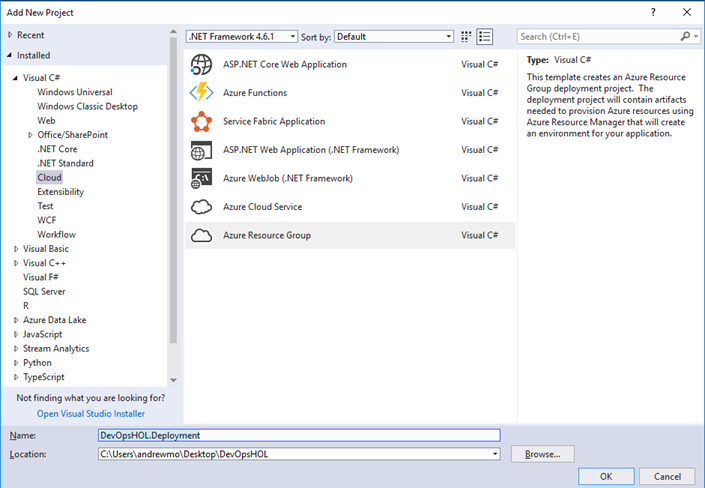 Add New Project
?
Recent
Installed
Visual C#
Windows Universal
Windows Classic Desktop
Web
Office/SharePoint
.NET Core
.NET Standard
Cloud
Extensibility
Test
WCF
Workflow
Visual Basic
Visual C++
Visual F#
SQL Server
R
Azure Data Lake
JavaScript
Stream Analytics
Python
TypeScript
Not finding what you are looking for?
Open Visual Studio Installer
.NET Framework 4.6.1 Sort by: Default
ASP.NET Core Web Application Visual C#
Azure Functions Visual C#
Service Fabric Application Visual C#
ASP.NET Web Application (.NET Framework) Visual C#
Azure WebJob (.NET Framework) Visual C#
Azure Cloud Service Visual C#
Azure Resource Group Visual C#
Search (Ctrl+E)
Type: Visual C#
This template creates an Azure Resource
Group deployment project. The
deployment project will contain artifacts
needed to provision Azure resources using
Azure Resource Manager that will create
an environment for your application.
Name: DevOpsHOL.Deployment
Location: C:\Users\andrewmo\Desktop\DevOpsHOL Browse...
OK Cancel